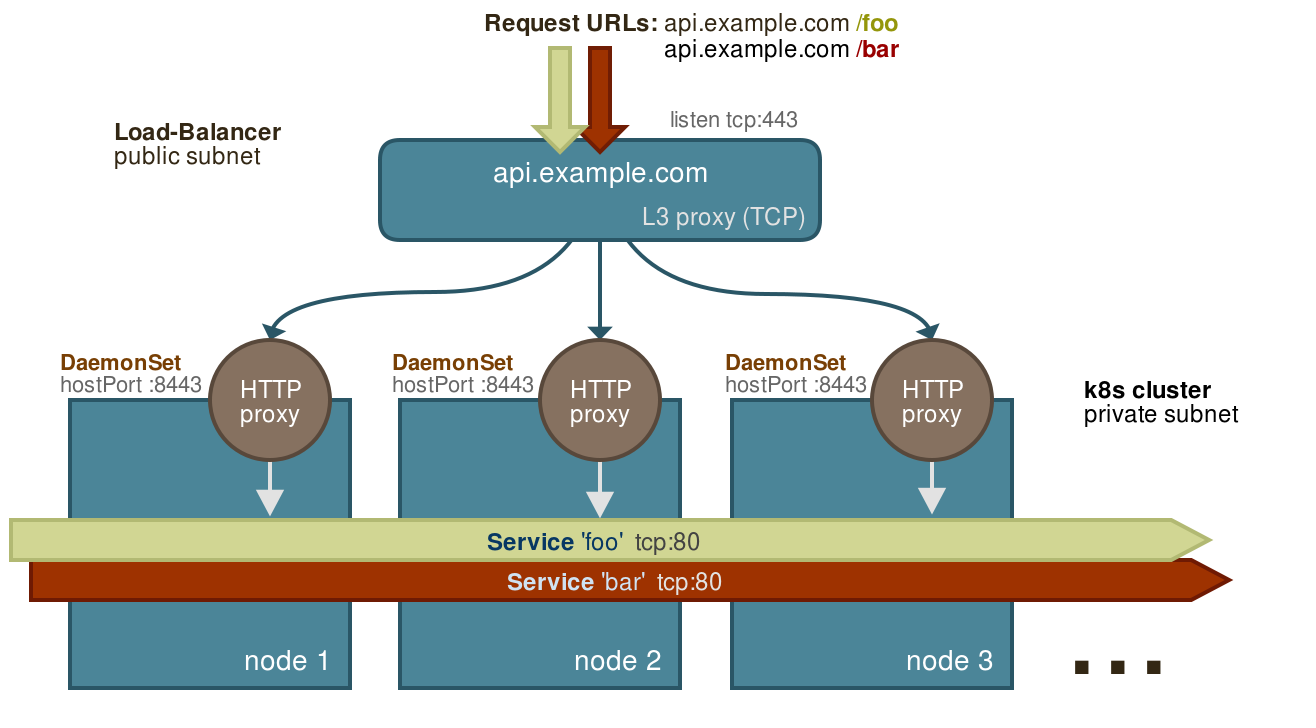 Request URLs: api.example.com /foo
api.example.com /bar
listen tcp:443
Load-Balancer
public subnet
api.example.com
L3 proxy (TCP)
DaemonSet
hostPort :8443
HTTP
proxy
DaemonSet
hostPort :8443
HTTP
proxy
DaemonSet
hostPort :8443
HTTP
proxy
k8s cluster
private subnet
Service 'foo' tcp:80
Service 'bar' tcp:80
node 1
node 2
node 3
...